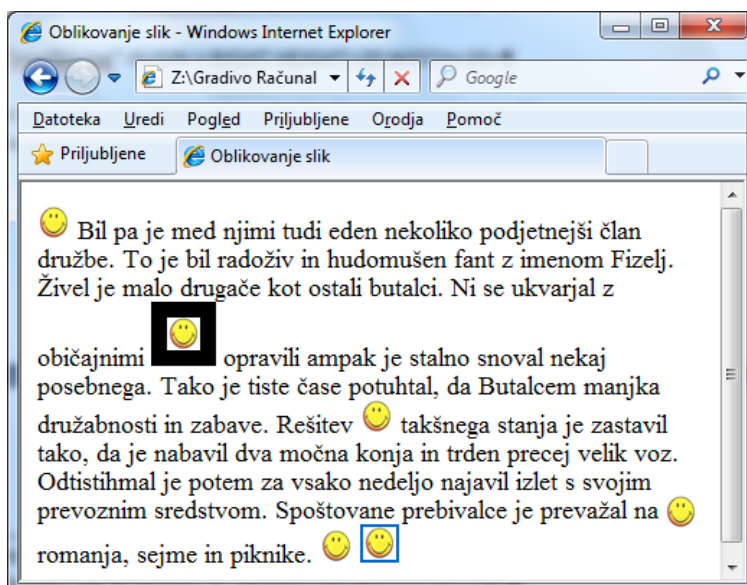 Oblikovanje slik - Windows Internet Explorer
Z:\Gradivo Računal
Google
Datoteka Uredi Pogled Priljubljene Orodja Pomoč
Priljubljene Oblikovanje slik
Bil pa je med njimi tudi eden nekoliko podjetnejši član
družbe. To je bil radoživ in hudomušen fant z imenom Fizelj.
Živel je malo drugače kot ostali butalci. Ni se ukvarjal z
običajnimi opravili ampak je stalno snoval nekaj
posebnega. Tako je tiste čase potuhtal, da Butalcem manjka
družabnosti in zabave. Rešitev takšnega stanja je zastavil
tako, da je nabavil dva močna konja in trden precej velik voz.
Odtistihmal je potem za vsako nedeljo najavil izlet s svojim
prevoznim sredstvom. Spoštovane prebivalce je prevažal na
romanja, sejme in piknike.